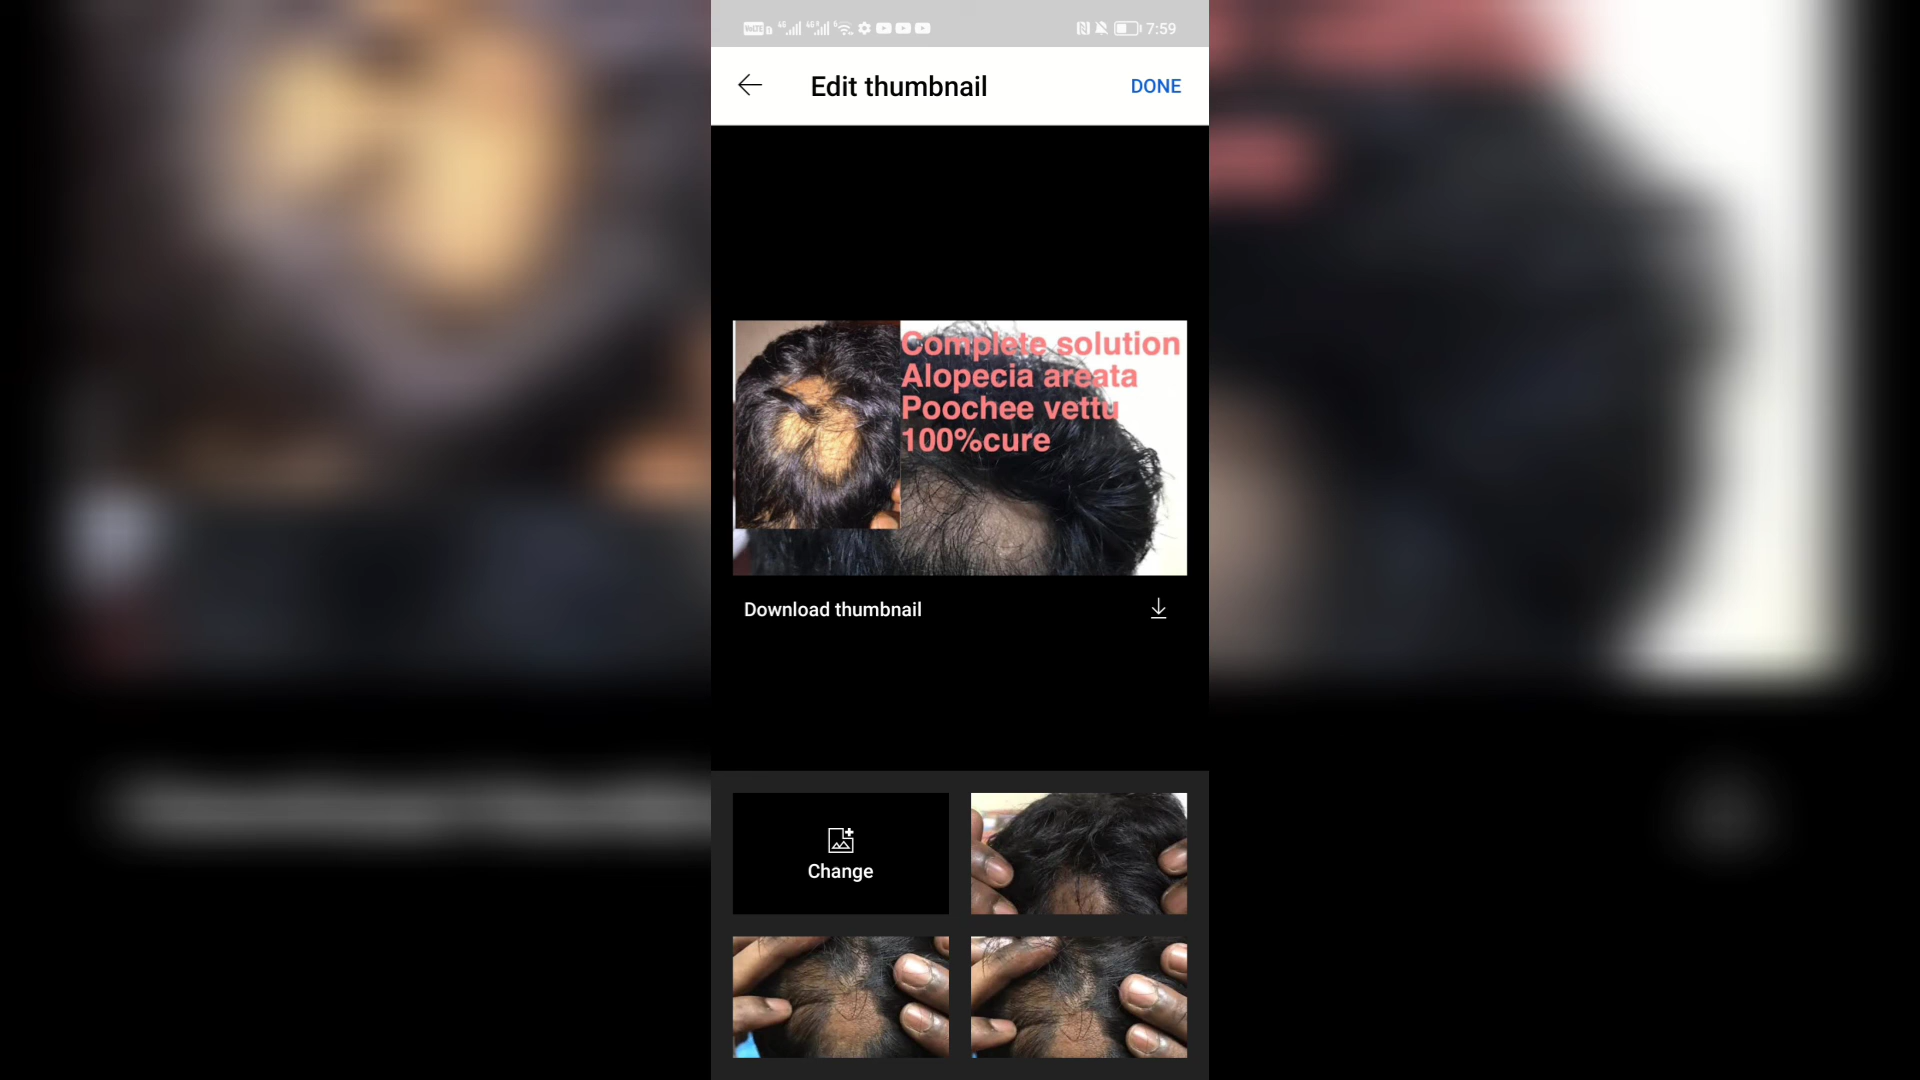 7:59
Edit thumbnail
DONE
Complete solution
Alopecia areata
Poochee vettu
100%cure
Download thumbnail
Change